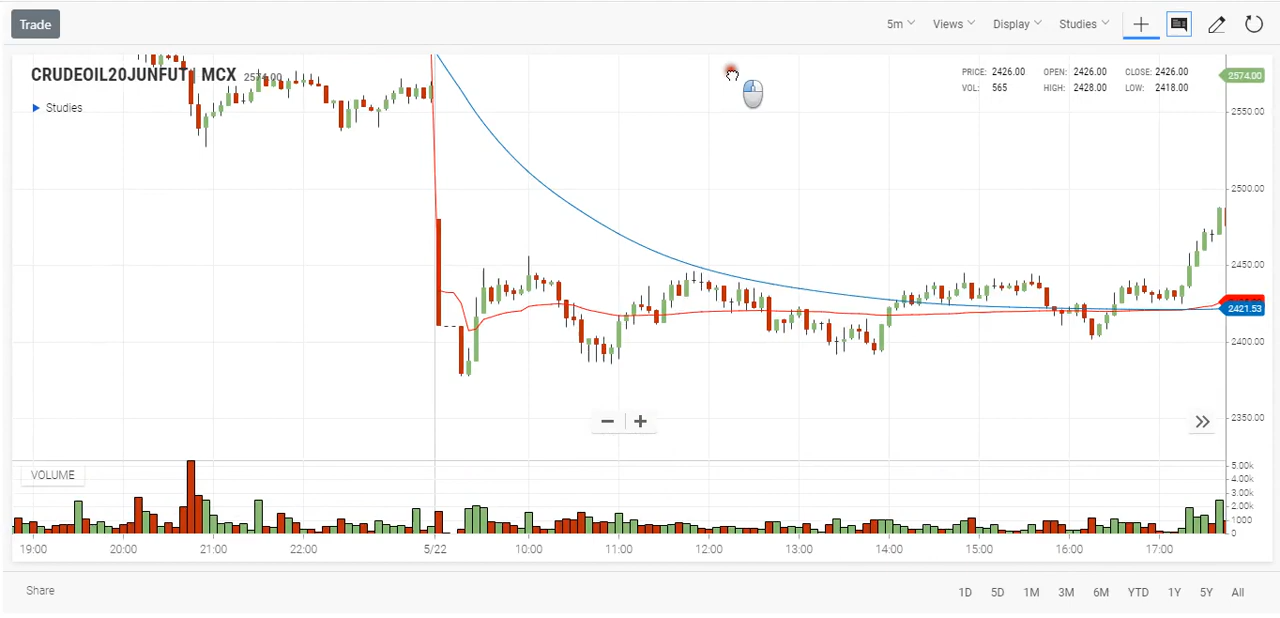 Trade 5m Views Display Studies
CRUDEOIL20JUNFUT | MCX 2574.00
PRICE: 2426.00 OPEN: 2426.00 CLOSE: 2426.00
VOL: 565 HIGH: 2428.00 LOW: 2418.00
2574.00
Studies
2550.00
2500.00
2450.00
2421.53
2400.00
2350.00
VOLUME
5.00k
4.00k
3.00k
2.00k
1000
0
19:00 20:00 21:00 22:00 5/22 10:00 11:00 12:00 13:00 14:00 15:00 16:00 17:00
Share 1D 5D 1M 3M 6M YTD 1Y 5Y All